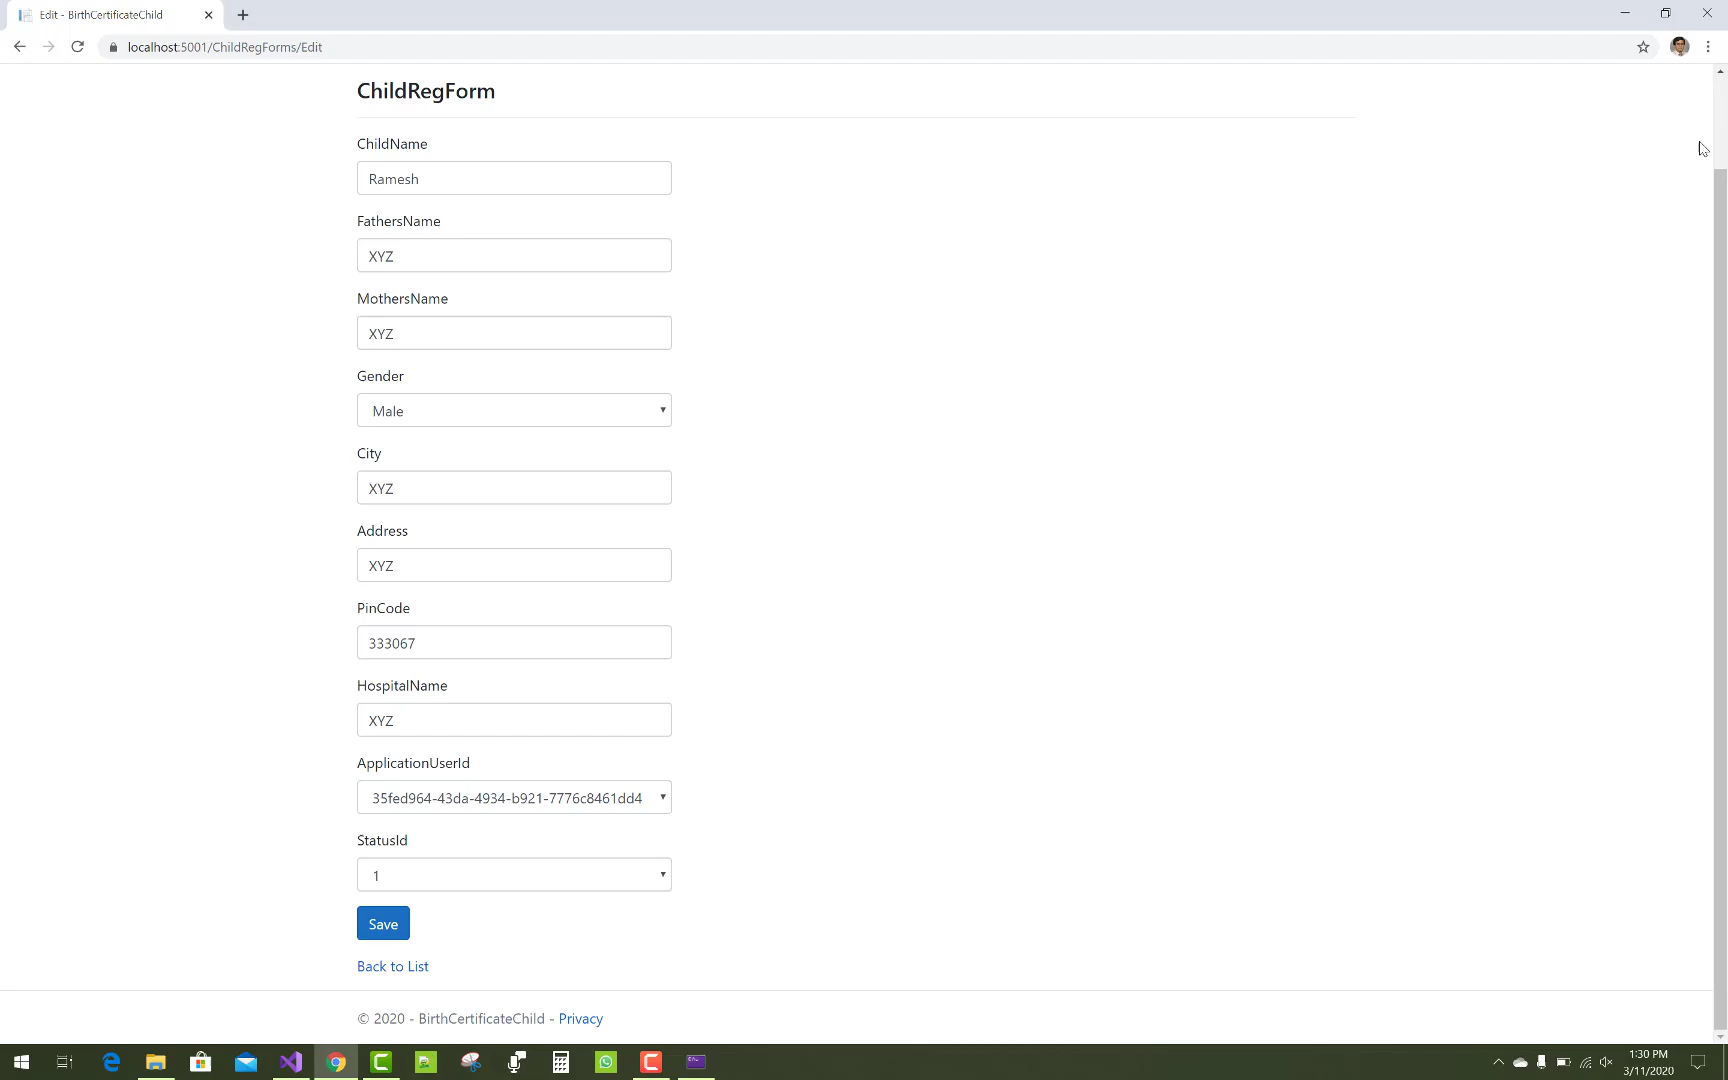 Edit - BirthCertificateChild
localhost:5001/ChildRegForms/Edit
ChildRegForm
ChildName
Ramesh
FathersName
XYZ
MothersName
XYZ
Gender
Male
City
XYZ
Address
XYZ
PinCode
333067
HospitalName
XYZ
ApplicationUserId
35fed964-43da-4934-b921-7776c8461dd4
StatusId
1
Save
Back to List
© 2020 - BirthCertificateChild - Privacy
1:30 PM
3/11/2020